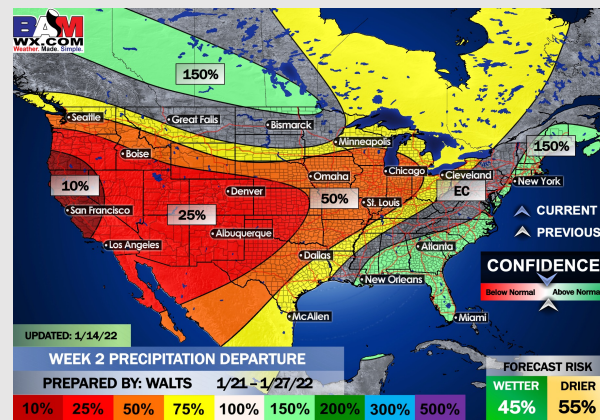 BAM
WX.COM
Weather. Made. Simple.
150%
Seattle
Great Falls
Bismarck
Minneapolis
150%
Boise
Chicago
Cleveland
10%
Omaha
New York
Denver
50%
EC
San Francisco
25%
St. Louis
CURRENT
Albuquerque
PREVIOUS
Los Angeles
Atlanta
Dallas
CONFIDENCE
New Orleans
Below Normal
Above Norma
McAllen
Miami
UPDATED: 1/14/22
WEEK 2 PRECIPITATION DEPARTURE
FORECAST RISK
PREPARED BY: WALTS 1/21 – 1/27/22
WETTER
DRIER
45%
55%
10% 25% 50% 75% 100% 150% 200% 300% 500%